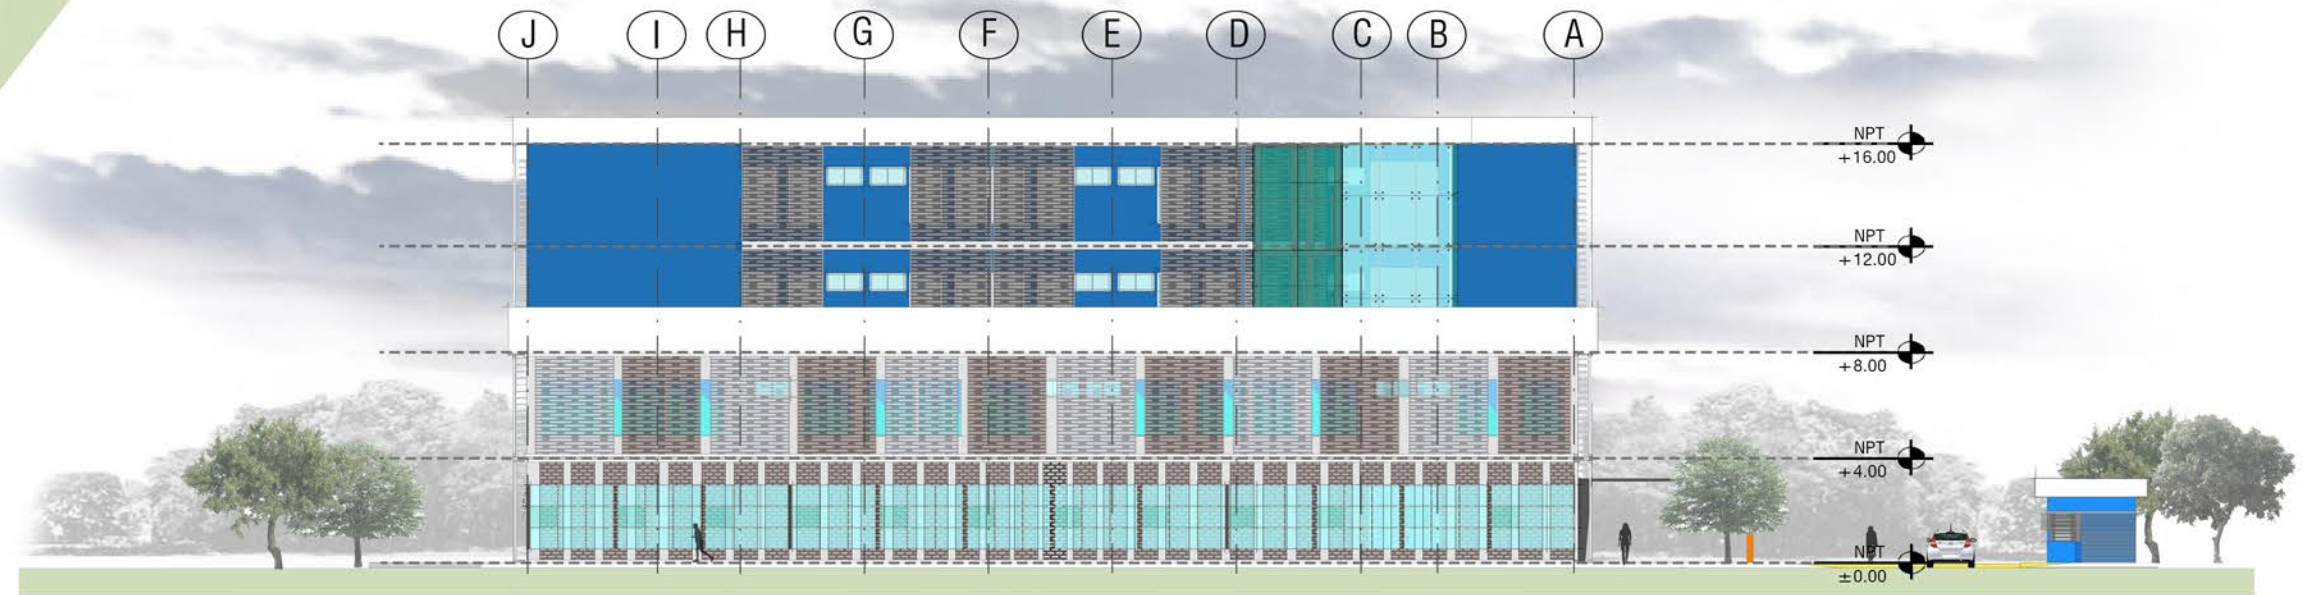 J I H G F E D C B A
NPT
+16.00
NPT
+12.00
NPT
+8.00
NPT
+4.00
NPT
±0.00